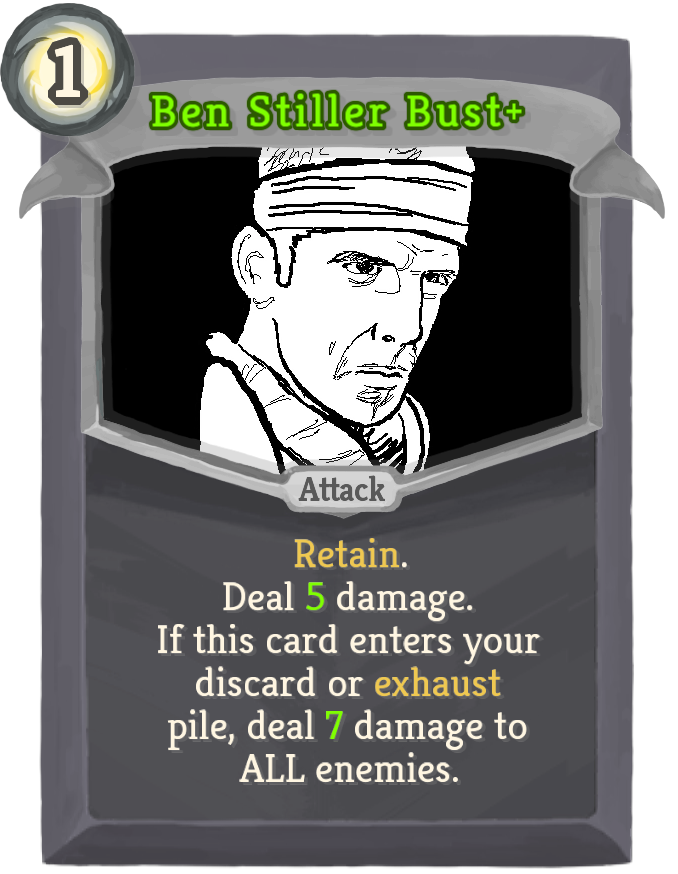 1
Ben Stiller Bust+
Attack
Retain.
Deal 5 damage.
If this card enters your
discard or exhaust
pile, deal 7 damage to
ALL enemies.